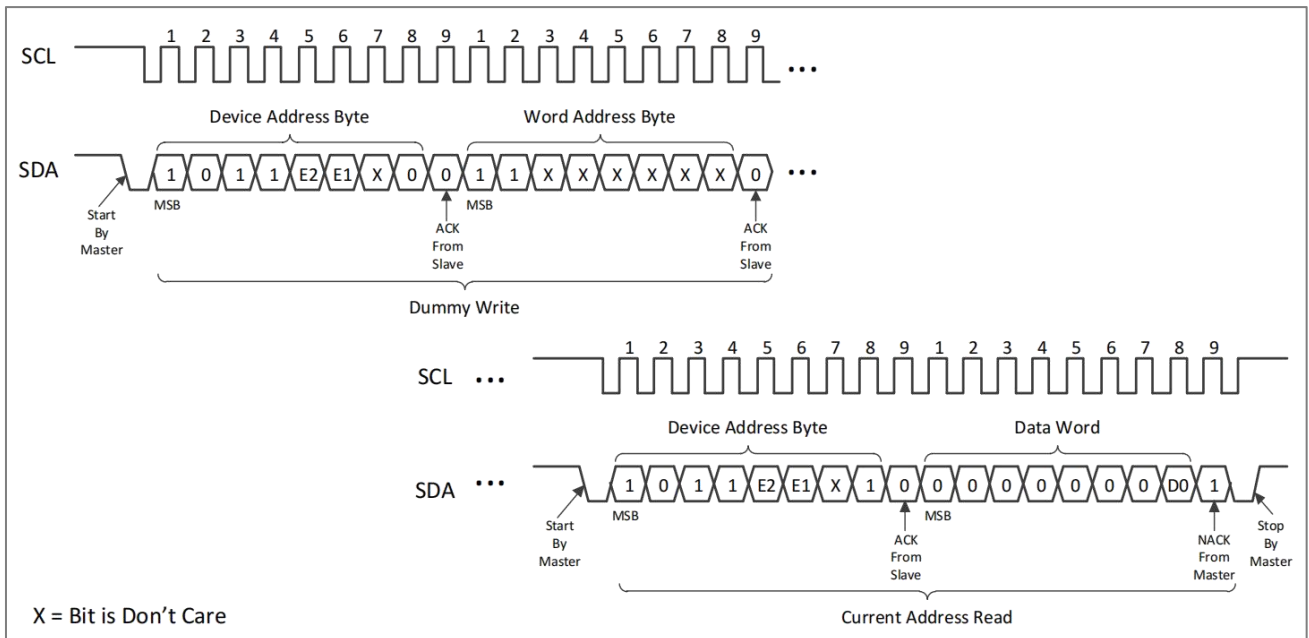 1 2 3 4 5 6 7 8 9 1 2 3 4 5 6 7 8 9
SCL ...
Device Address Byte Word Address Byte
SDA 1 0 1 1 E2 E1 X 0 0 1 1 X X X X X X 0 ...
MSB MSB
Start
By
Master
ACK
From
Slave
ACK
From
Slave
Dummy Write
1 2 3 4 5 6 7 8 9 1 2 3 4 5 6 7 8 9
SCL ...
Device Address Byte Data Word
SDA ... 1 0 1 1 E2 E1 X 1 0 0 0 0 0 0 0 0 D0 1
MSB MSB
Start
By
Master
ACK
From
Slave
NACK
From
Master
Stop
By
Master
X = Bit is Don't Care
Current Address Read